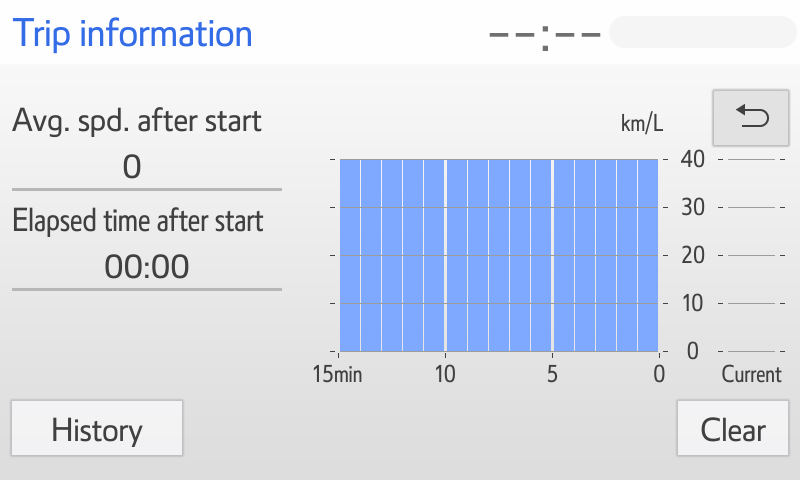 Trip information
--:--
Avg. spd. after start
0
Elapsed time after start
00:00
km/L
40
30
20
10
0
15min 10 5 0
Current
History
Clear